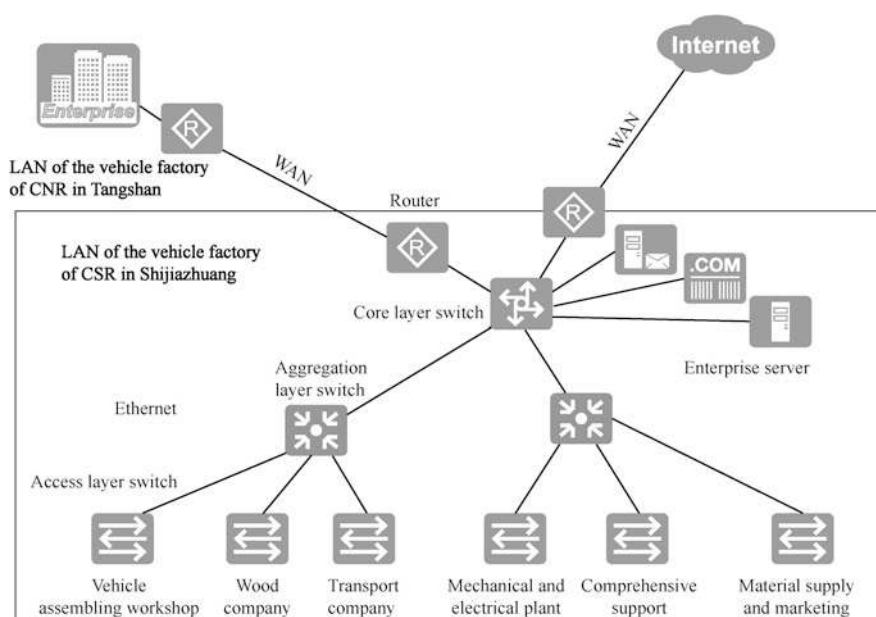 Internet
Enterprise
R
R
WAN
WAN
LAN of the vehicle factory
of CNR in Tangshan
Router
R
R
LAN of the vehicle factory
of CSR in Shijiazhuang
.COM
Core layer switch
Enterprise server
Aggregation
layer switch
Ethernet
Access layer switch
Vehicle
assembling workshop
Wood
company
Transport
company
Mechanical and
electrical plant
Comprehensive
support
Material supply
and marketing